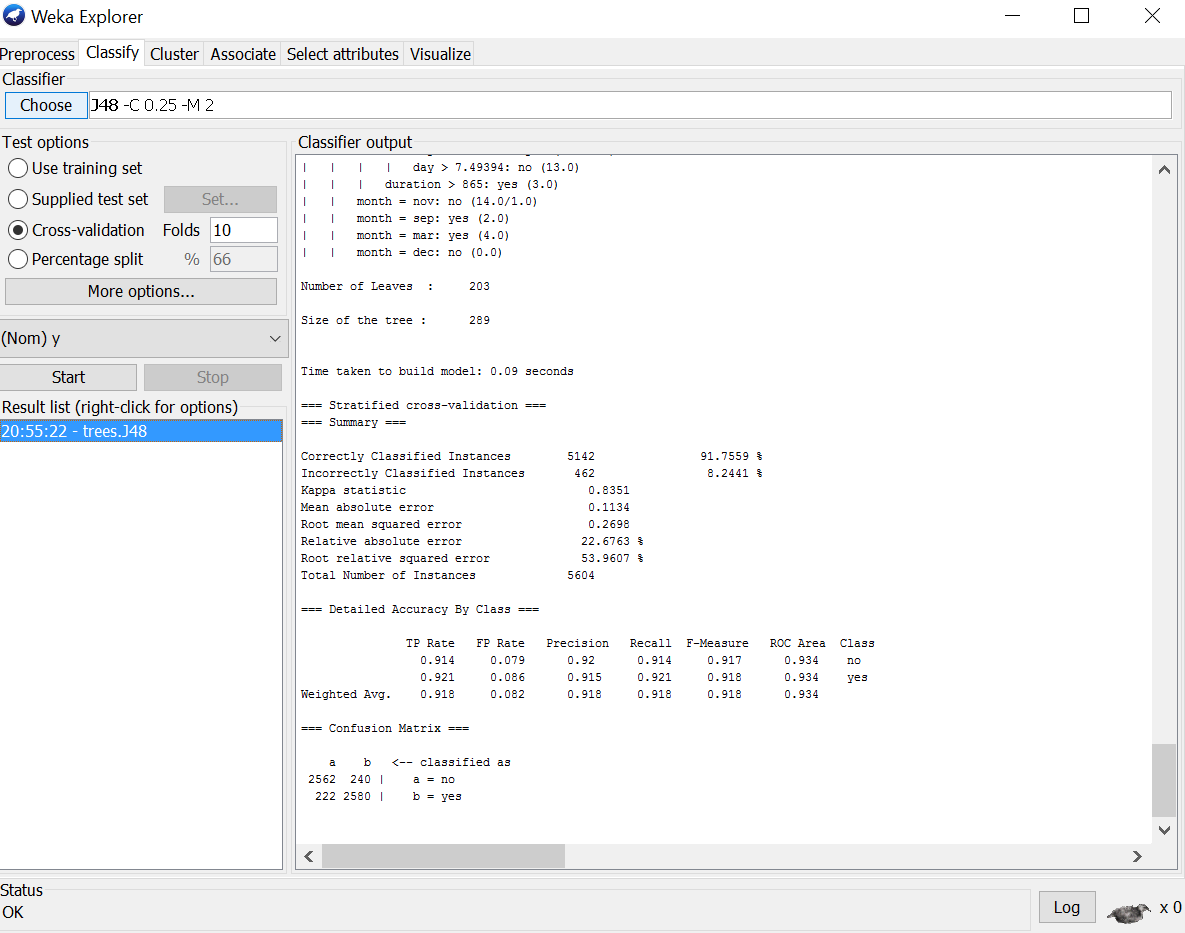 Weka Explorer
Preprocess Classify Cluster Associate Select attributes Visualize
Classifier
Choose J48 -C 0.25 -M 2
Test options
Use training set
Supplied test set Set...
Cross-validation Folds 10
Percentage split % 66
More options...
(Nom) y
Start Stop
Result list (right-click for options)
20:55:22 - trees.J48
Classifier output
| | | | day > 7.49394: no (13.0)
| | | duration > 865: yes (3.0)
| | month = nov: no (14.0/1.0)
| | month = sep: yes (2.0)
| | month = mar: yes (4.0)
| | month = dec: no (0.0)
Number of Leaves : 203
Size of the tree : 289
Time taken to build model: 0.09 seconds
=== Stratified cross-validation ===
=== Summary ===
Correctly Classified Instances 5142 91.7559 %
Incorrectly Classified Instances 462 8.2441 %
Kappa statistic 0.8351
Mean absolute error 0.1134
Root mean squared error 0.2698
Relative absolute error 22.6763 %
Root relative squared error 53.9607 %
Total Number of Instances 5604
=== Detailed Accuracy By Class ===
TP Rate FP Rate Precision Recall F-Measure ROC Area Class
0.914 0.079 0.92 0.914 0.917 0.934 no
0.921 0.086 0.915 0.921 0.918 0.934 yes
Weighted Avg. 0.918 0.082 0.918 0.918 0.918 0.934
=== Confusion Matrix ===
a b <-- classified as
2562 240 | a = no
222 2580 | b = yes
Status
OK
Log x 0